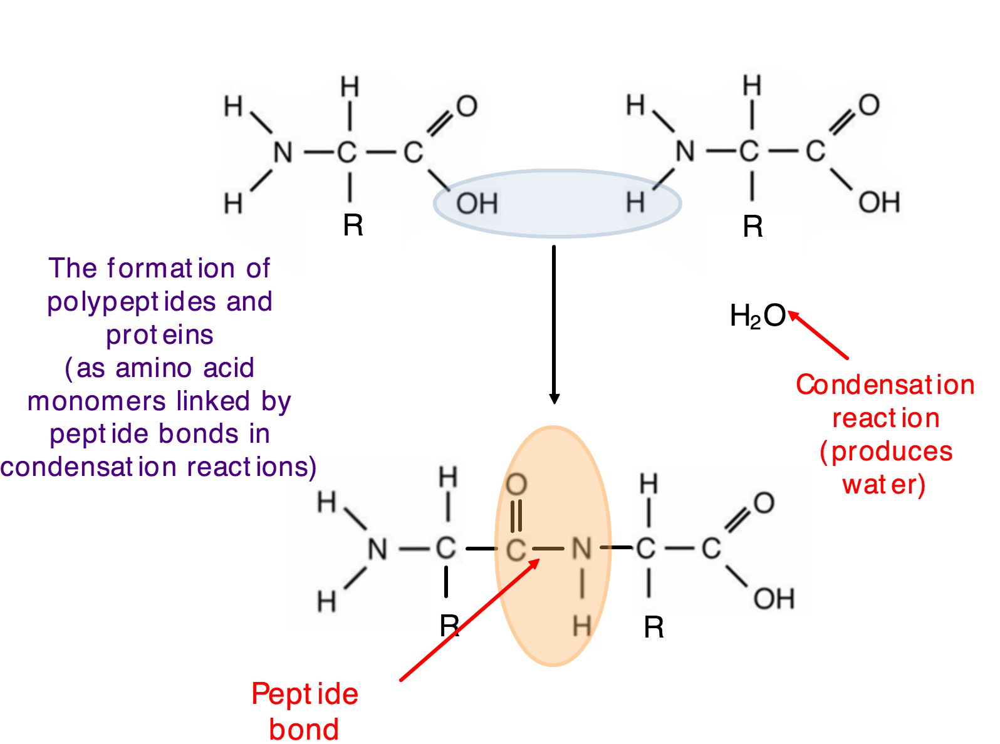 H H O H H O
N C C N C C
H R OH H R OH
The formation of
polypeptides and
proteins
(as amino acid
monomers linked by
peptide bonds in
condensation reactions)
H₂O
Condensation
reaction
(produces
water)
H H O H O
N C C N C C
H R H R OH
Peptide
bond